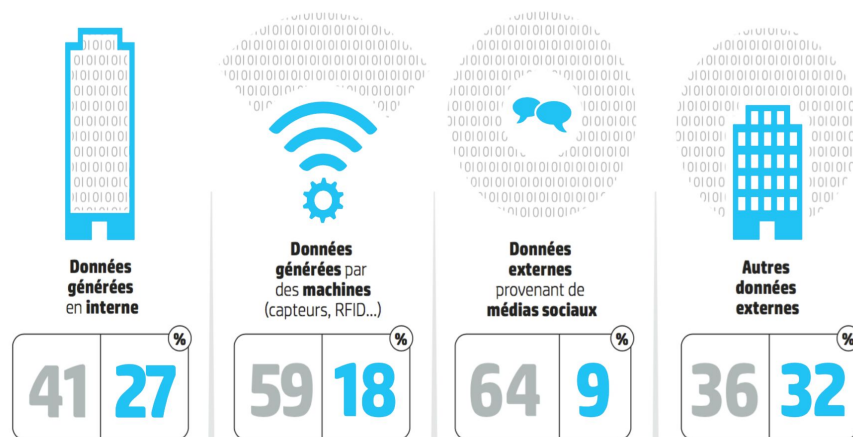 Données
générées
en interne
%
41 27
Données
générées par
des machines
(capteurs, RFID...)
%
59 18
Données
externes
provenant de
médias sociaux
%
64 9
Autres
données
externes
%
36 32